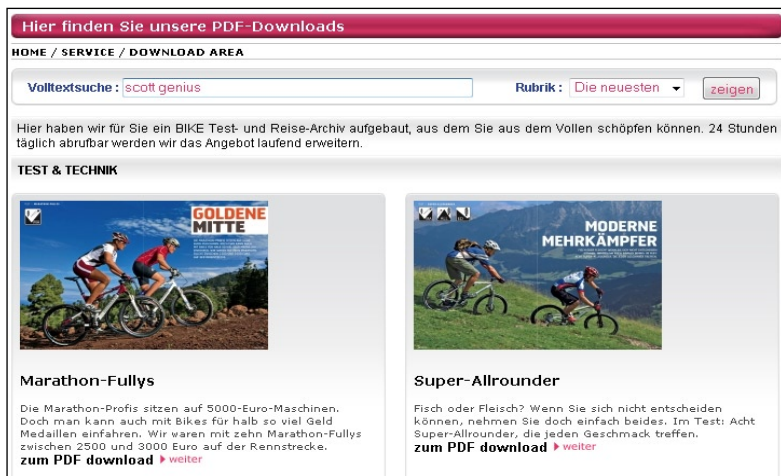 Hier finden Sie unsere PDF-Downloads
HOME / SERVICE / DOWNLOAD AREA
Volltextsuche : scott genius Rubrik : Die neuesten zeigen
Hier haben wir für Sie ein BIKE Test- und Reise-Archiv aufgebaut, aus dem Sie aus dem Vollen schöpfen können. 24 Stunden
täglich abrufbar werden wir das Angebot laufend erweitern.
TEST & TECHNIK
GOLDENE
MITTE
Marathon-Fullys
Die Marathon-Profis sitzen auf 5000-Euro-Maschinen.
Doch man kann auch mit Bikes für halb so viel Geld
Medaillen einfahren. Wir waren mit zehn Marathon-Fullys
zwischen 2500 und 3000 Euro auf der Rennstrecke.
zum PDF download weiter
MODERNE
MEHRKÄMPFER
Super-Allrounder
Fisch oder Fleisch? Wenn Sie sich nicht entscheiden
können, nehmen Sie doch einfach beides. Im Test: Acht
Super-Allrounder, die jeden Geschmack treffen.
zum PDF download weiter